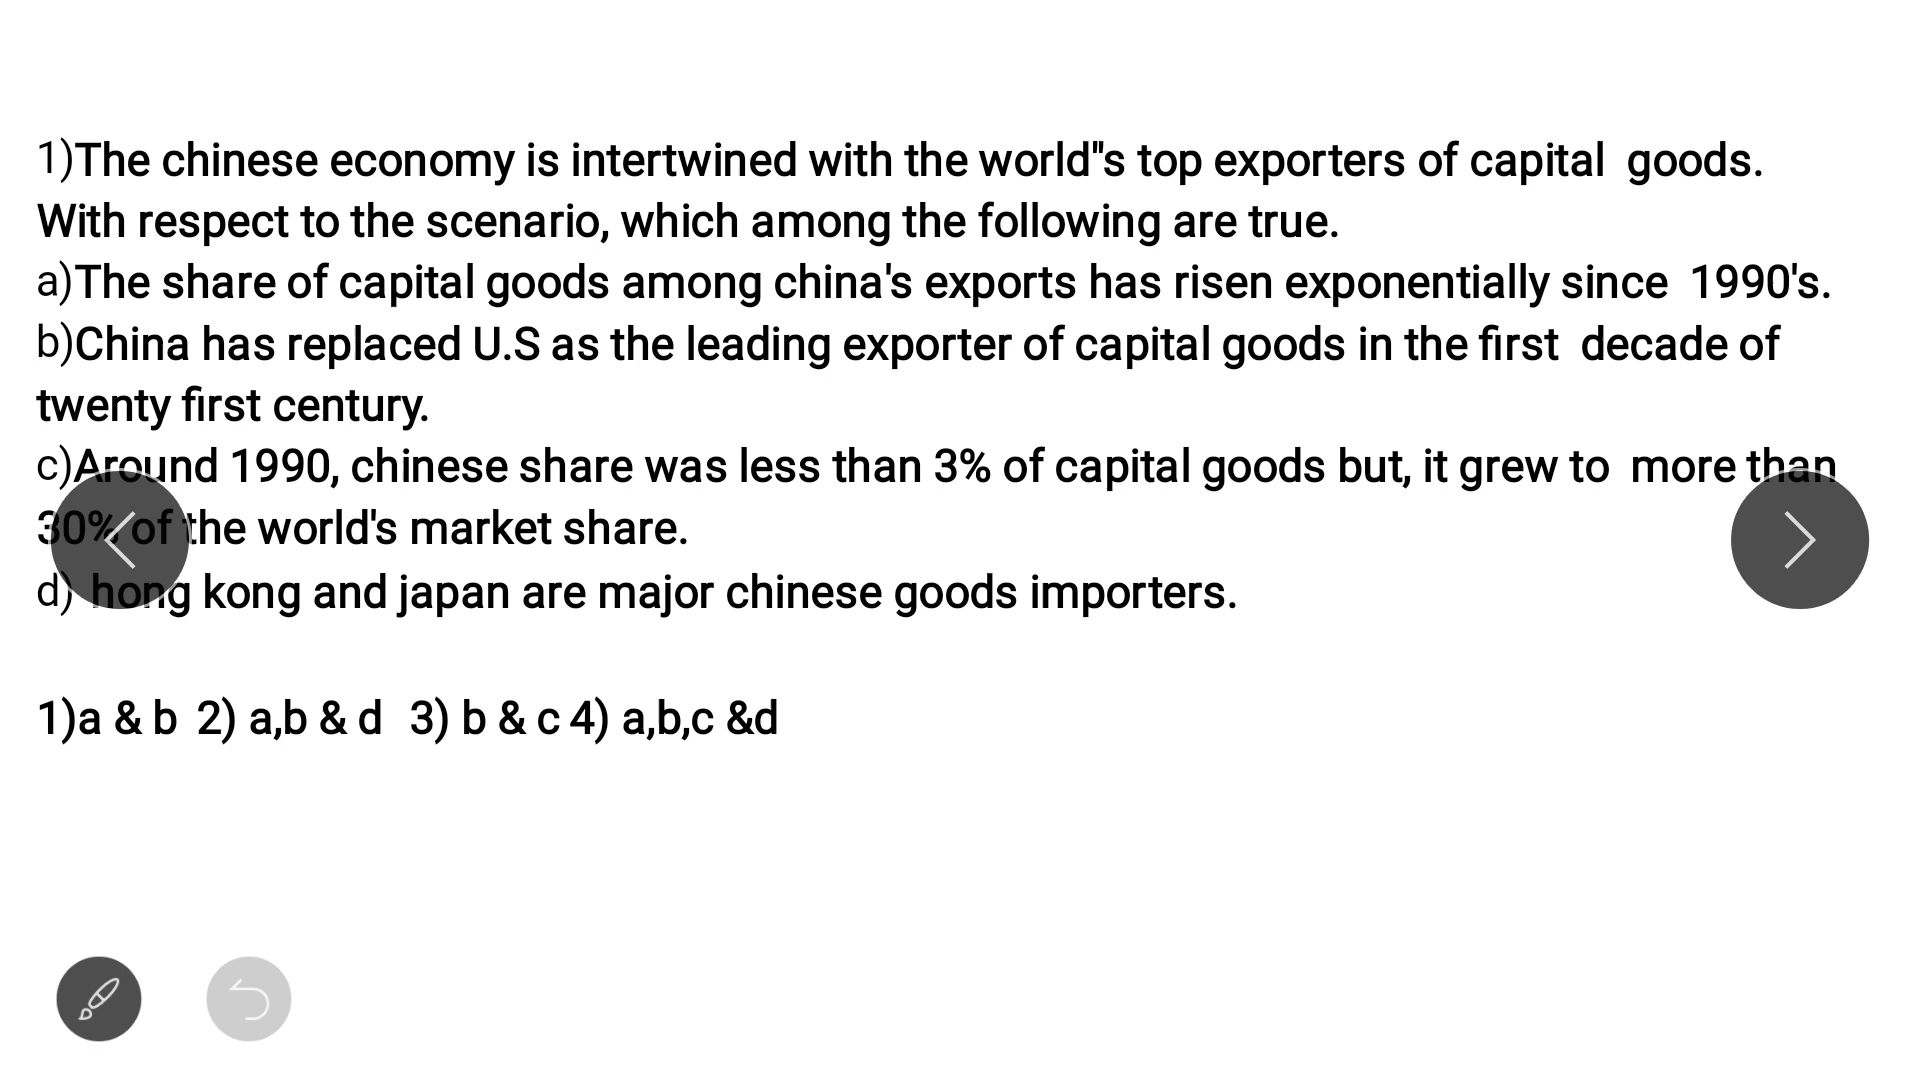 1)The chinese economy is intertwined with the world"s top exporters of capital  goods.
With respect to the scenario, which among the following are true.
a)The share of capital goods among china's exports has risen exponentially since  1990's.
b)China has replaced U.S as the leading exporter of capital goods in the first  decade of
twenty first century.
c)Around 1990, chinese share was less than 3% of capital goods but, it grew to  more than
30% of the world's market share.
d) hong kong and japan are major chinese goods importers.
1)a & b  2) a,b & d  3) b & c 4) a,b,c &d